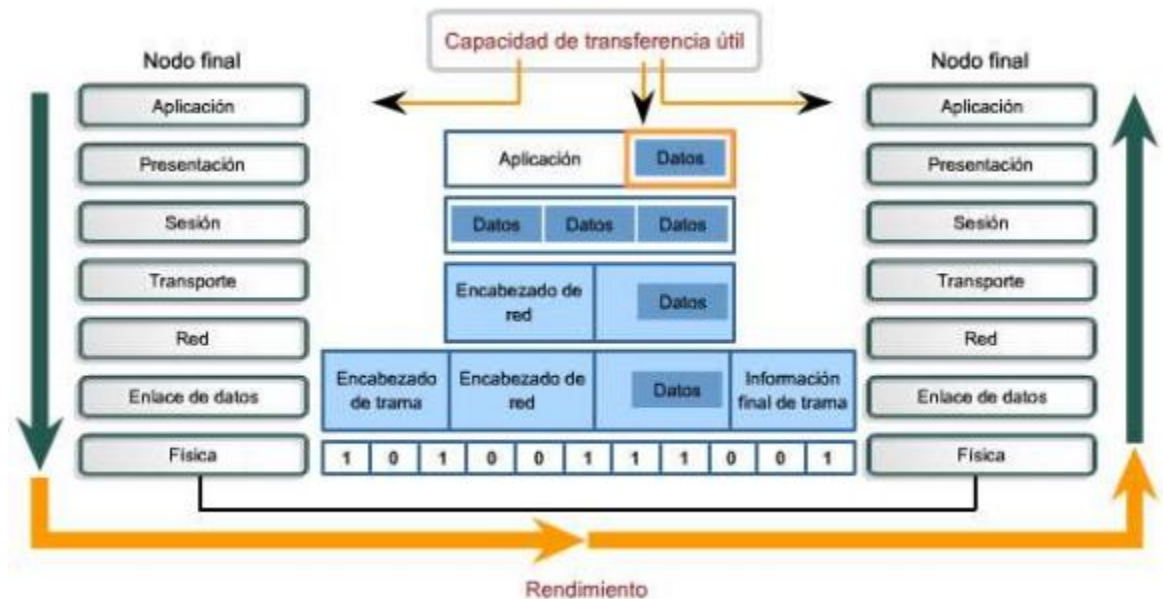 Capacidad de transferencia útil
Nodo final
Aplicación
Presentación
Sesión
Transporte
Red
Enlace de datos
Física
Aplicación
Datos
Datos
Datos
Datos
Encabezado de
red
Datos
Encabezado
de trama
Encabezado de
red
Datos
Información
final de trama
1 0 1 0 0 1 1 1 0 0 1
Nodo final
Aplicación
Presentación
Sesión
Transporte
Red
Enlace de datos
Física
Rendimiento